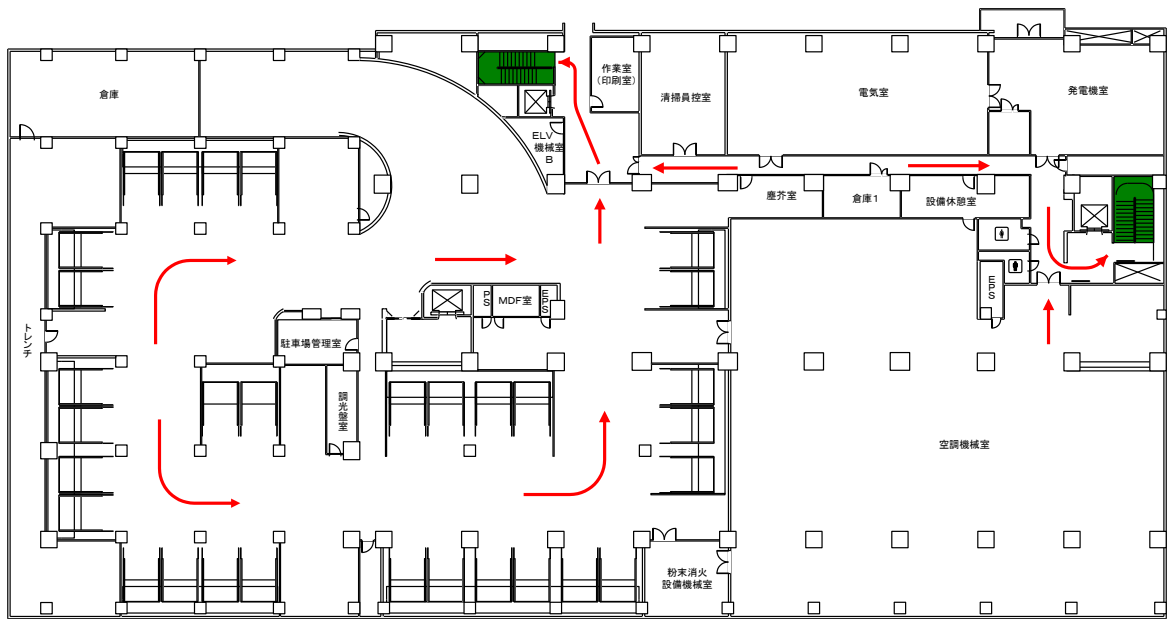 倉庫
作業室
(印刷室)
清掃員控室
電気室
発電機室
ELV
機械室
B
塵芥室
倉庫1
設備休憩室
EPS
PS
MDF室
EPS
トレンチ
駐車場管理室
調光盤室
空調機械室
粉末消火
設備機械室